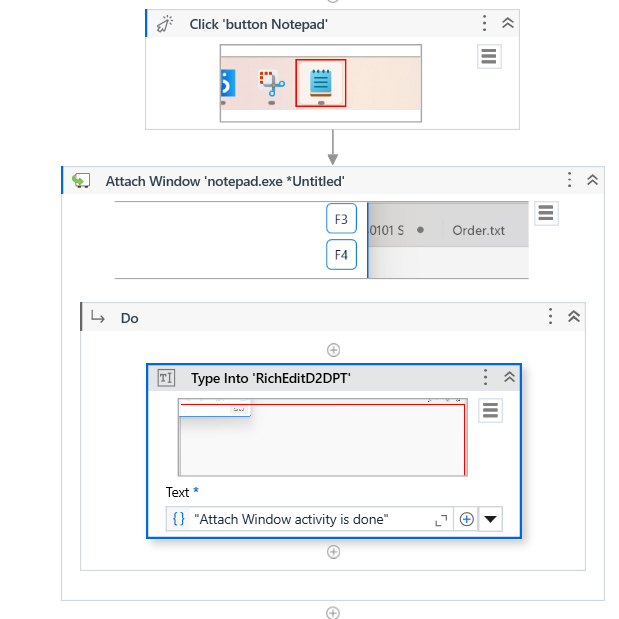 Click 'button Notepad'
Attach Window 'notepad.exe *Untitled'
F3
0101 S
Order.txt
F4
Do
TI
Type Into 'RichEditD2DPT'
Text *
{} "Attach Window activity is done"